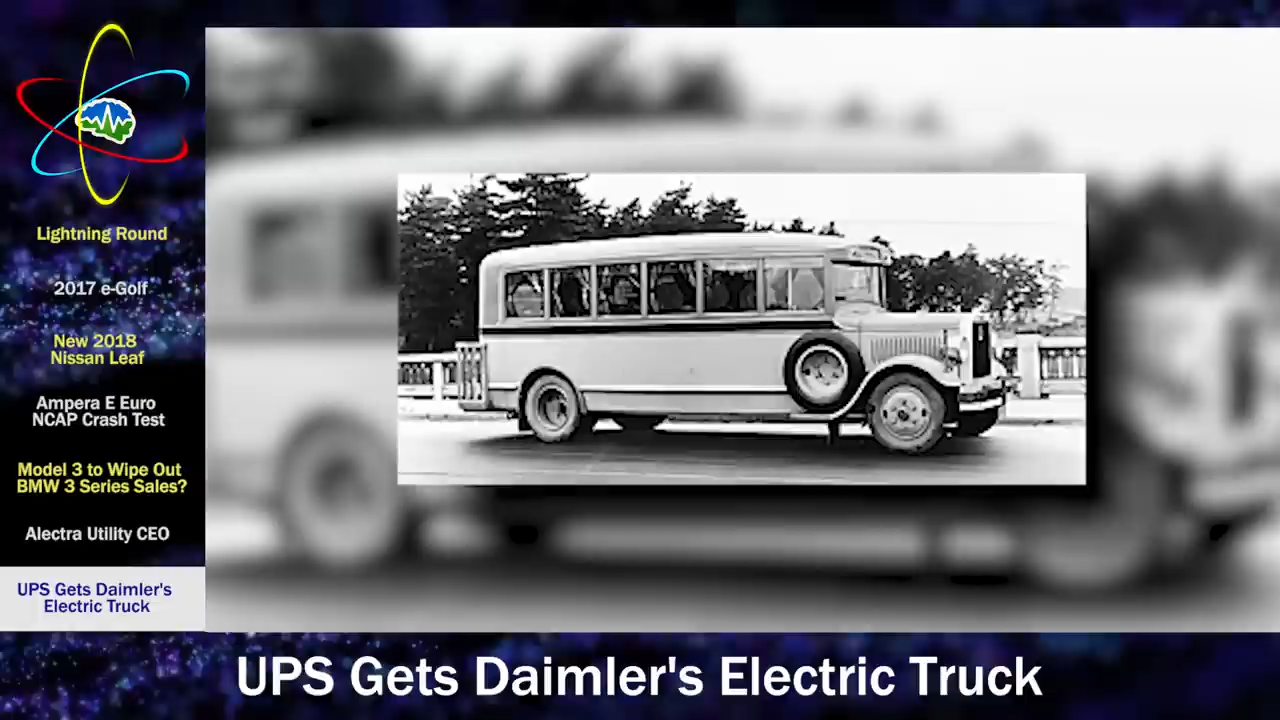 Lightning Round
2017 e-Golf
New 2018
Nissan Leaf
Ampera E Euro
NCAP Crash Test
Model 3 to Wipe Out
BMW 3 Series Sales?
Alectra Utility CEO
UPS Gets Daimler's
Electric Truck
UPS Gets Daimler's Electric Truck